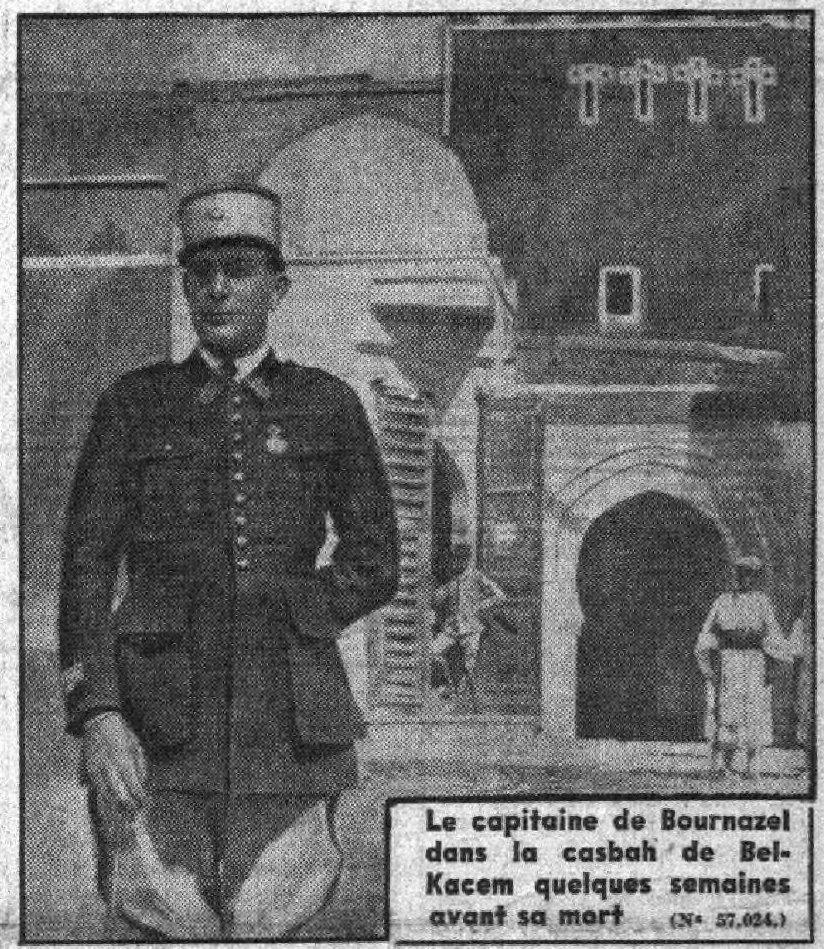 Le capitaine de Bournazel
dans la casbah de Bel-
Kacem quelques semaines
avant sa mort (Nº 57.024.)